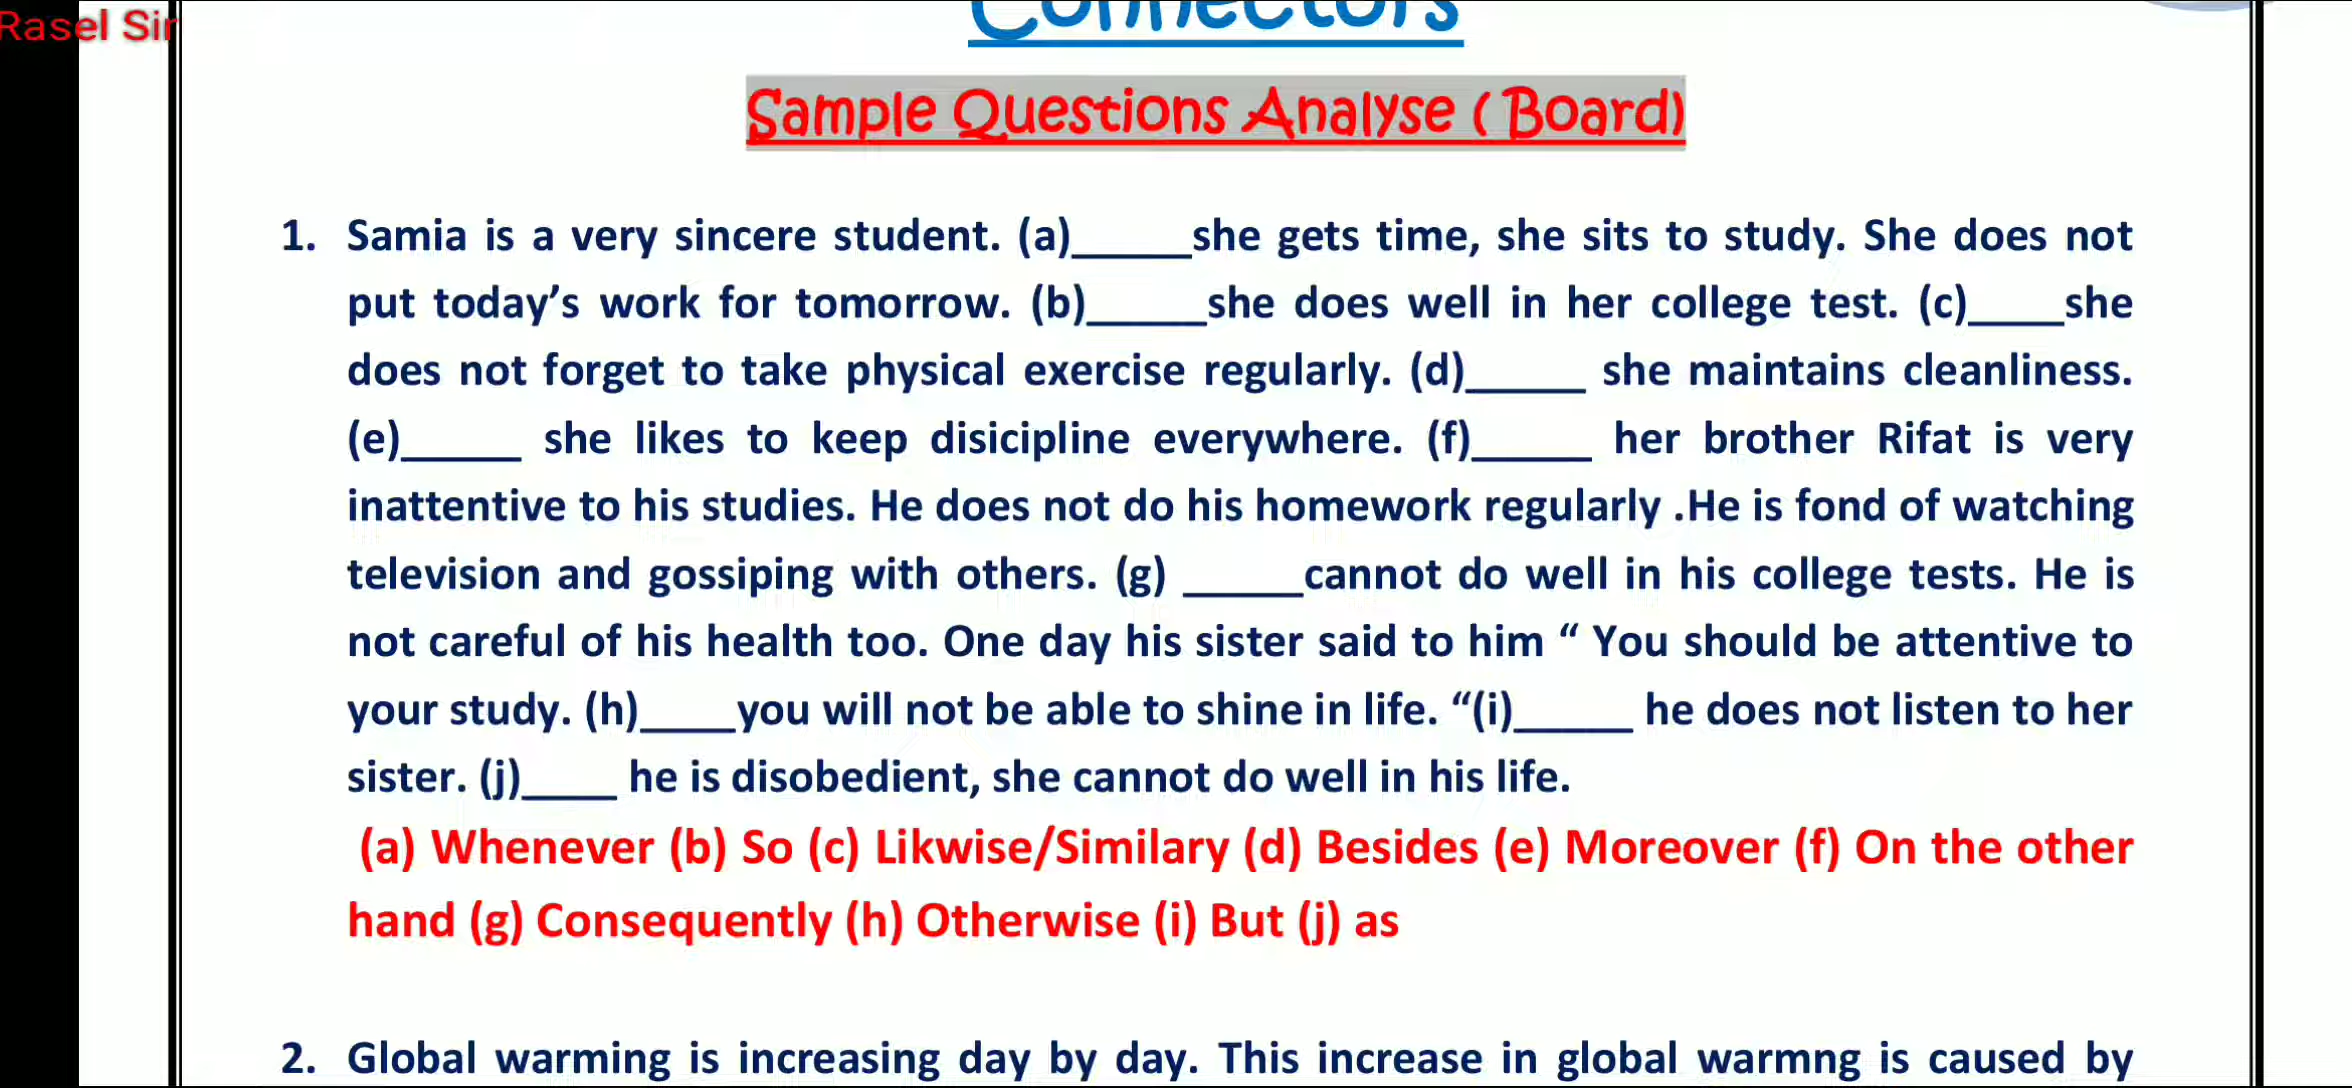 Rasel Sir
Connectors
Sample Questions Analyse ( Board)
1. Samia is a very sincere student. (a)_____she gets time, she sits to study. She does not
put today’s work for tomorrow. (b)_____she does well in her college test. (c)____she
does not forget to take physical exercise regularly. (d)_____ she maintains cleanliness.
(e)_____ she likes to keep disicipline everywhere. (f)_____ her brother Rifat is very
inattentive to his studies. He does not do his homework regularly .He is fond of watching
television and gossiping with others. (g) _____cannot do well in his college tests. He is
not careful of his health too. One day his sister said to him “ You should be attentive to
your study. (h)____you will not be able to shine in life. “(i)_____ he does not listen to her
sister. (j)____ he is disobedient, she cannot do well in his life.
(a) Whenever (b) So (c) Likwise/Similary (d) Besides (e) Moreover (f) On the other
hand (g) Consequently (h) Otherwise (i) But (j) as
2. Global warming is increasing day by day. This increase in global warmng is caused by